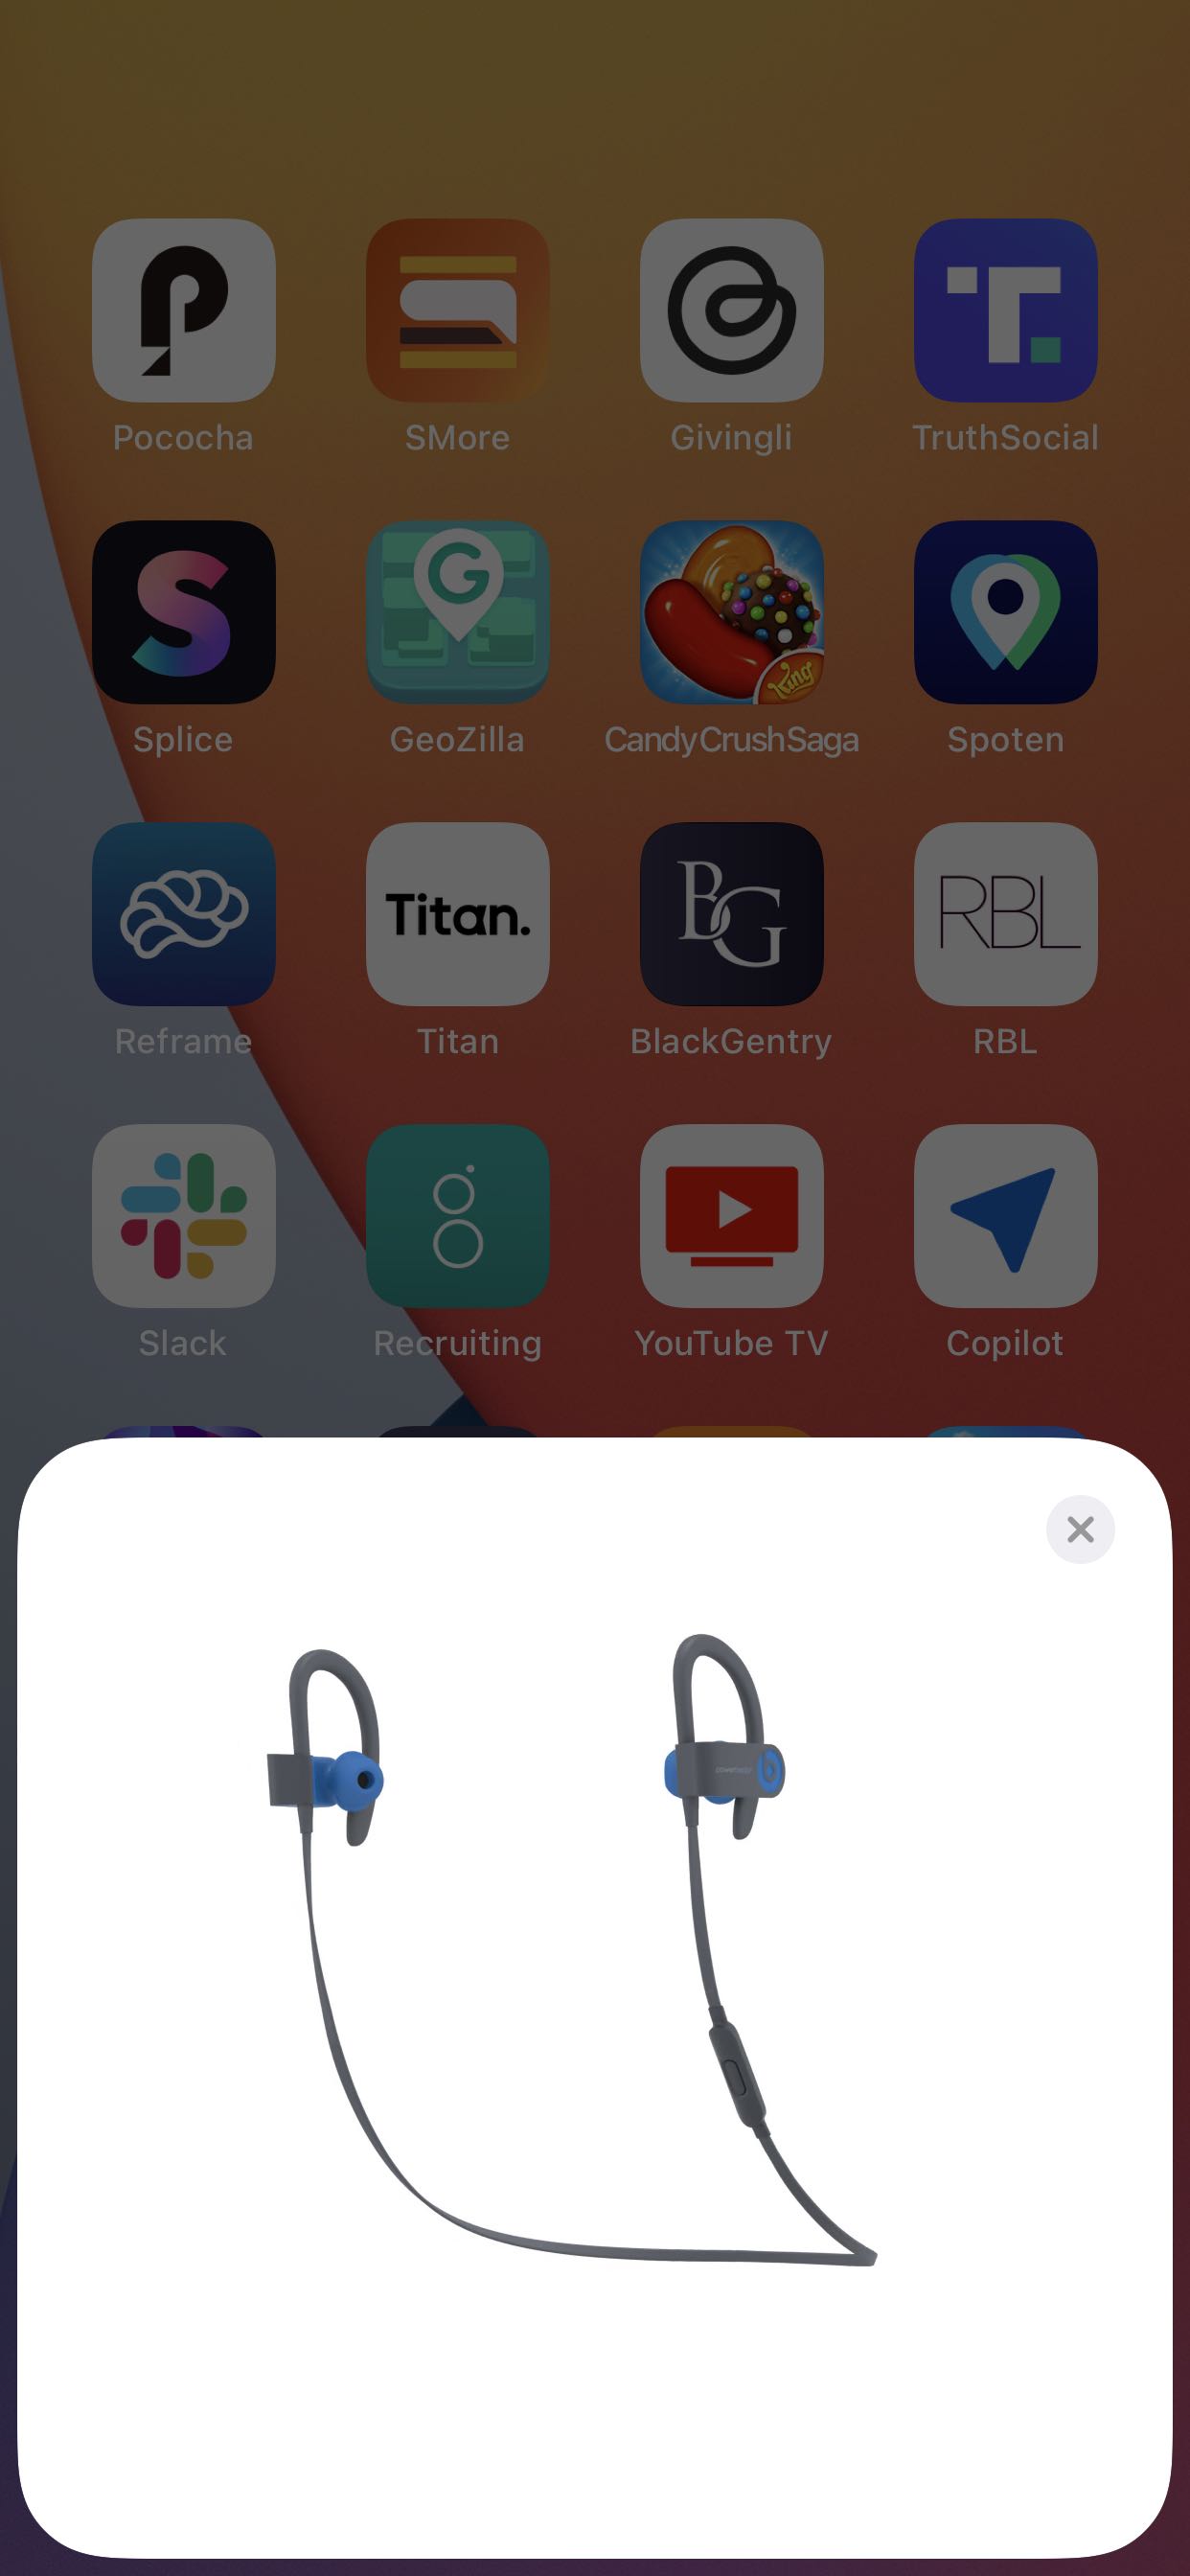 Pococha
SMore
Givingli
TruthSocial
Splice
GeoZilla
King
CandyCrushSaga
Spoten
Reframe
Titan.
Titan
BG
BlackGentry
RBL
RBL
Slack
Recruiting
YouTube TV
Copilot